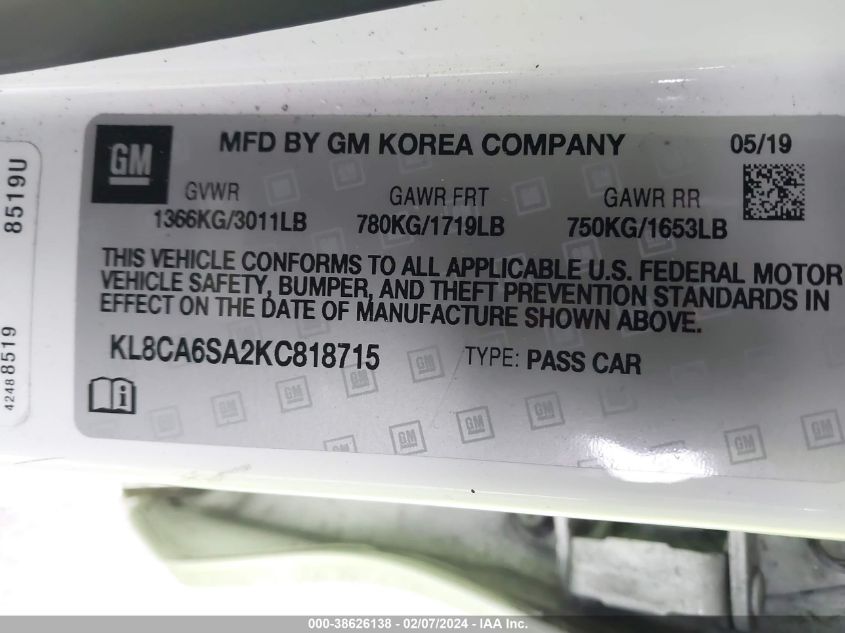 GM
MFD BY GM KOREA COMPANY 05/19
GVWR GAWR FRT GAWR RR
1366KG/3011LB 780KG/1719LB 750KG/1653LB
THIS VEHICLE CONFORMS TO ALL APPLICABLE U.S. FEDERAL MOTOR
VEHICLE SAFETY, BUMPER, AND THEFT PREVENTION STANDARDS IN
EFFECT ON THE DATE OF MANUFACTURE SHOWN ABOVE.
KL8CA6SA2KC818715 TYPE: PASS CAR
8519U
42488519
000-38626138 - 02/07/2024 - IAA Inc.